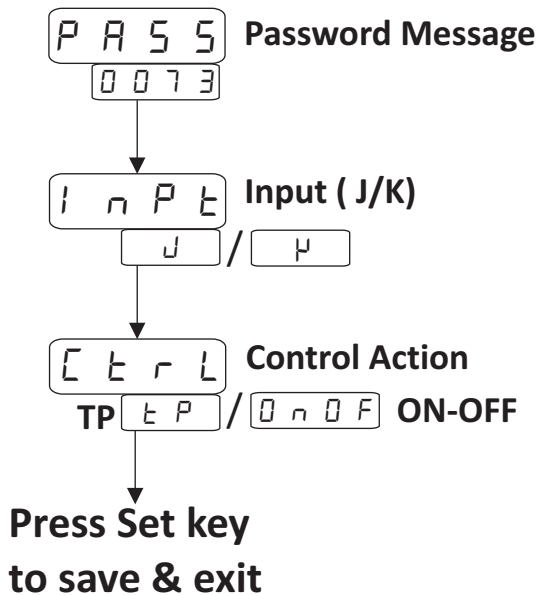 PASS Password Message
0073
InPt Input ( J/K)
J / K
CtrL Control Action
TP tP / OnOF ON-OFF
Press Set key
to save & exit